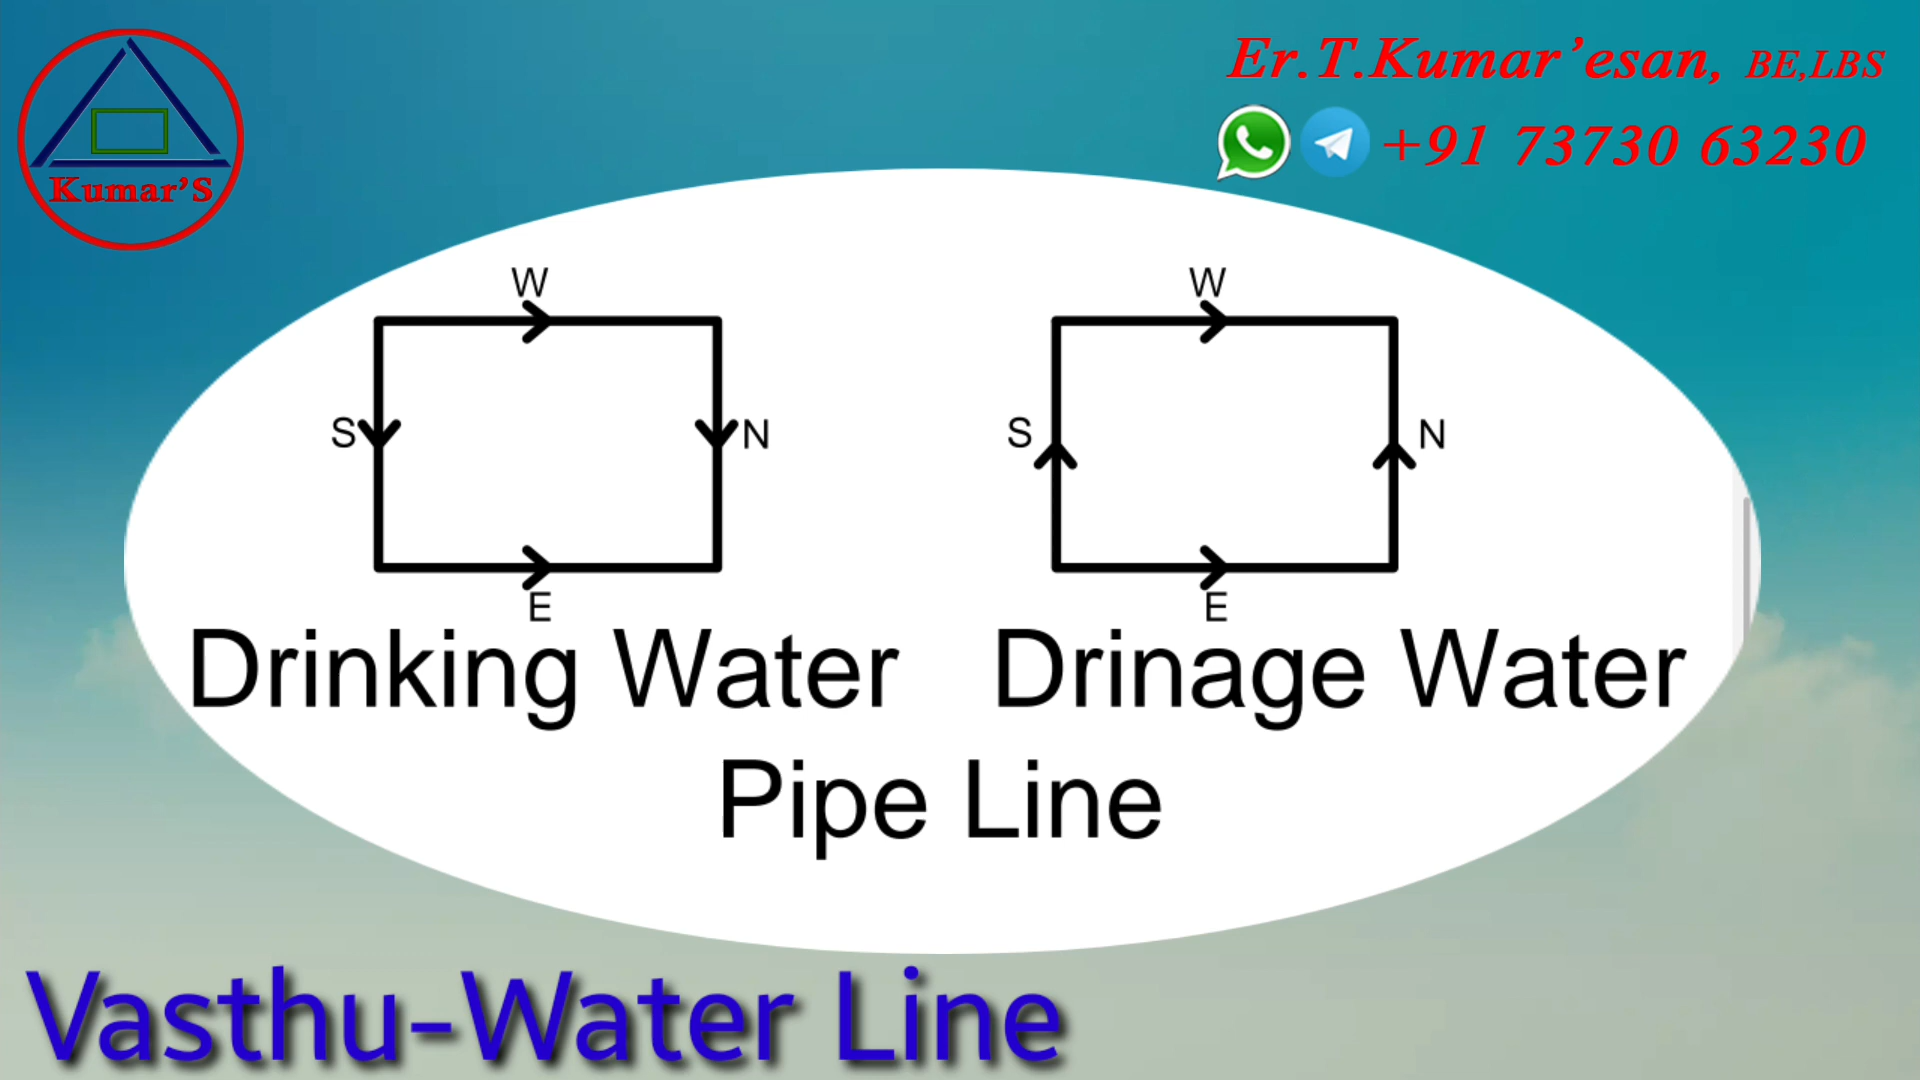 Er.T.Kumar’esan, BE,LBS
+91 73730 63230
Kumar’S
W
W
S
N
S
N
E
E
Drinking Water
Drinage Water
Pipe Line
Vasthu-Water Line